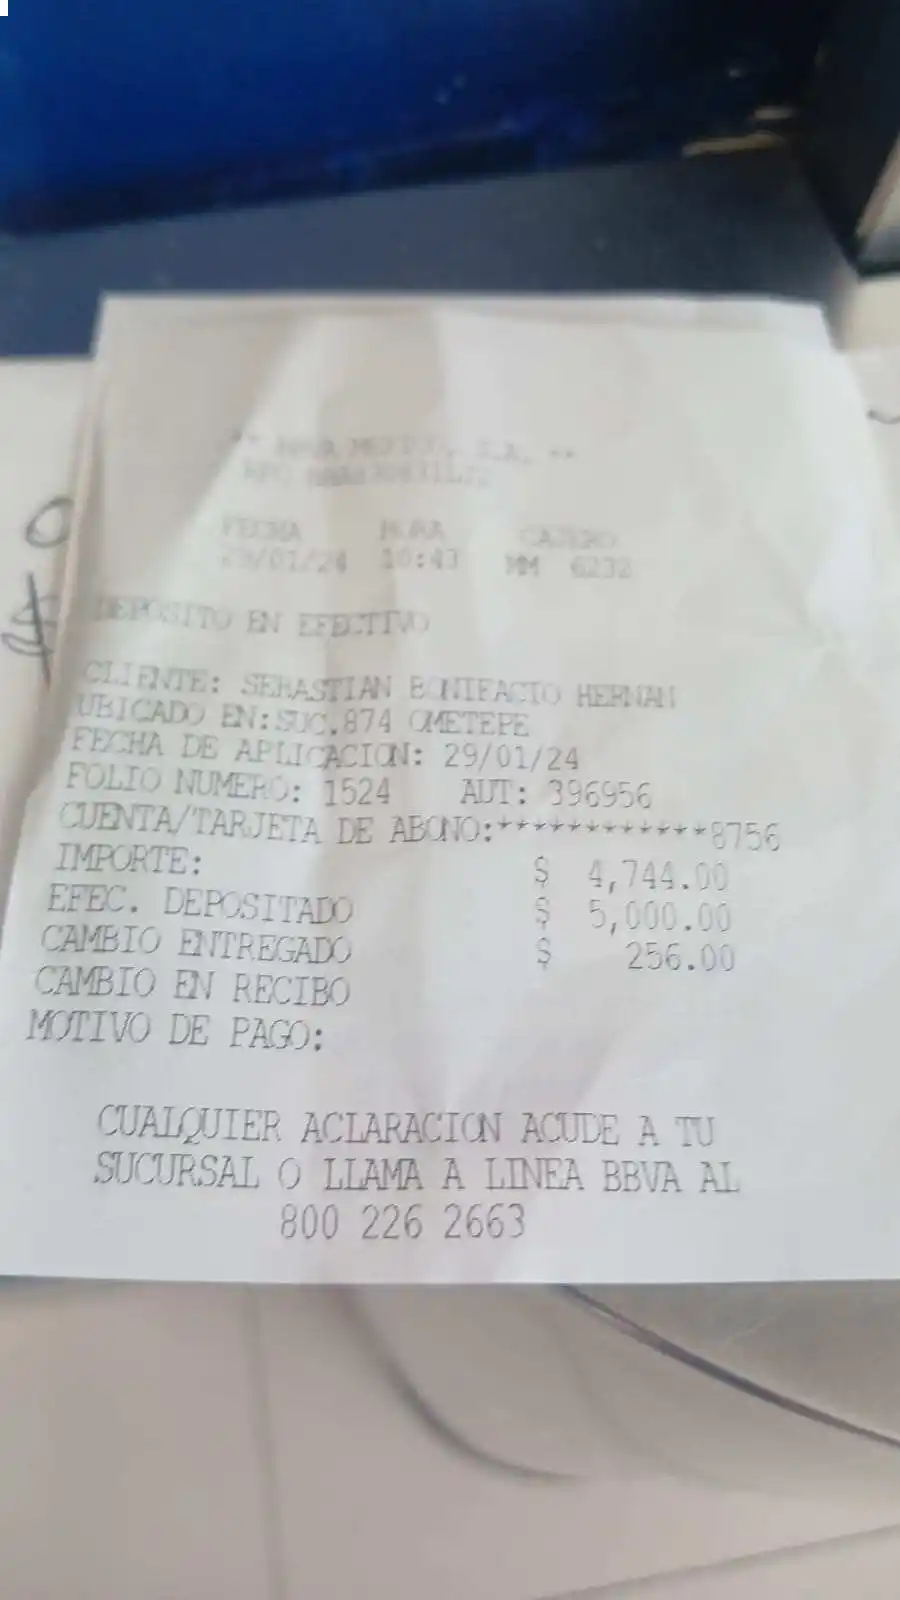 ** BBVA MEXICO, S.A. **
RFC
FECHA HORA CAJERO
29/01/24 10:43 MM 6232
DEPOSITO EN EFECTIVO
CLIENTE: SEBASTIAN BONIFACIO HERNAN
UBICADO EN:SUC.874 OMETEPE
FECHA DE APLICACION: 29/01/24
FOLIO NUMERO: 1524 AUT: 396956
CUENTA/TARJETA DE ABONO:************8756
IMPORTE: $ 4,744.00
EFEC. DEPOSITADO $ 5,000.00
CAMBIO ENTREGADO $ 256.00
CAMBIO EN RECIBO
MOTIVO DE PAGO:
CUALQUIER ACLARACION ACUDE A TU
SUCURSAL O LLAMA A LINEA BBVA AL
800 226 2663